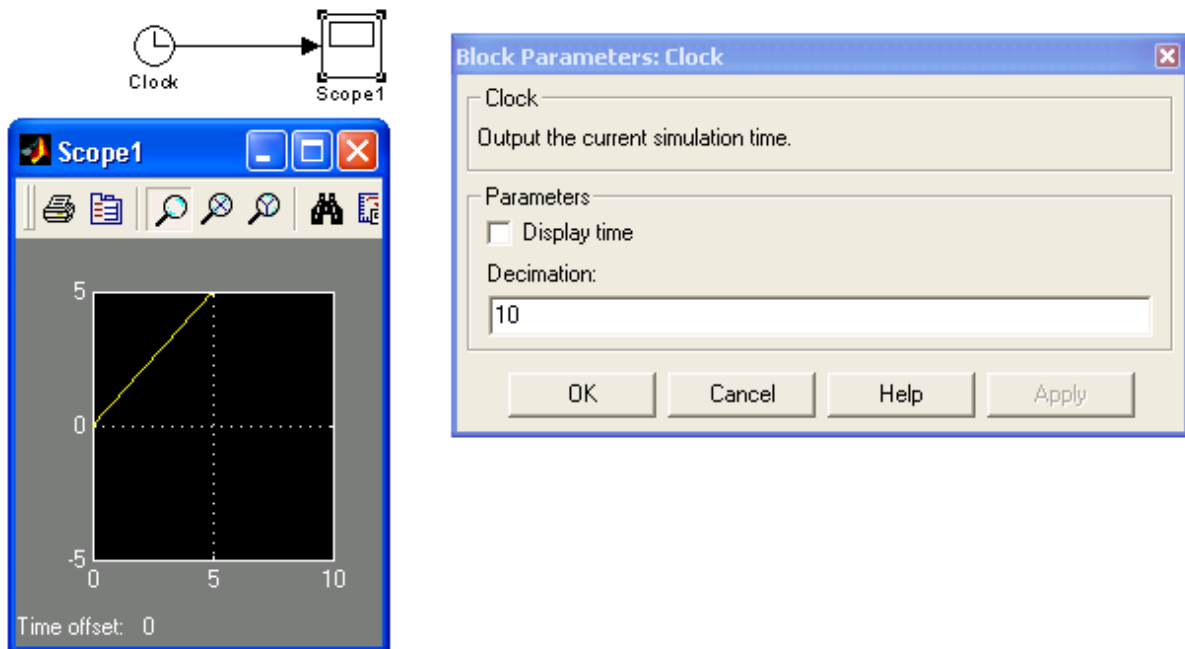 Clock
Scope1
Scope1
5
0
-5
0
5
10
Time offset: 0
Block Parameters: Clock
Clock
Output the current simulation time.
Parameters
Display time
Decimation:
10
OK
Cancel
Help
Apply